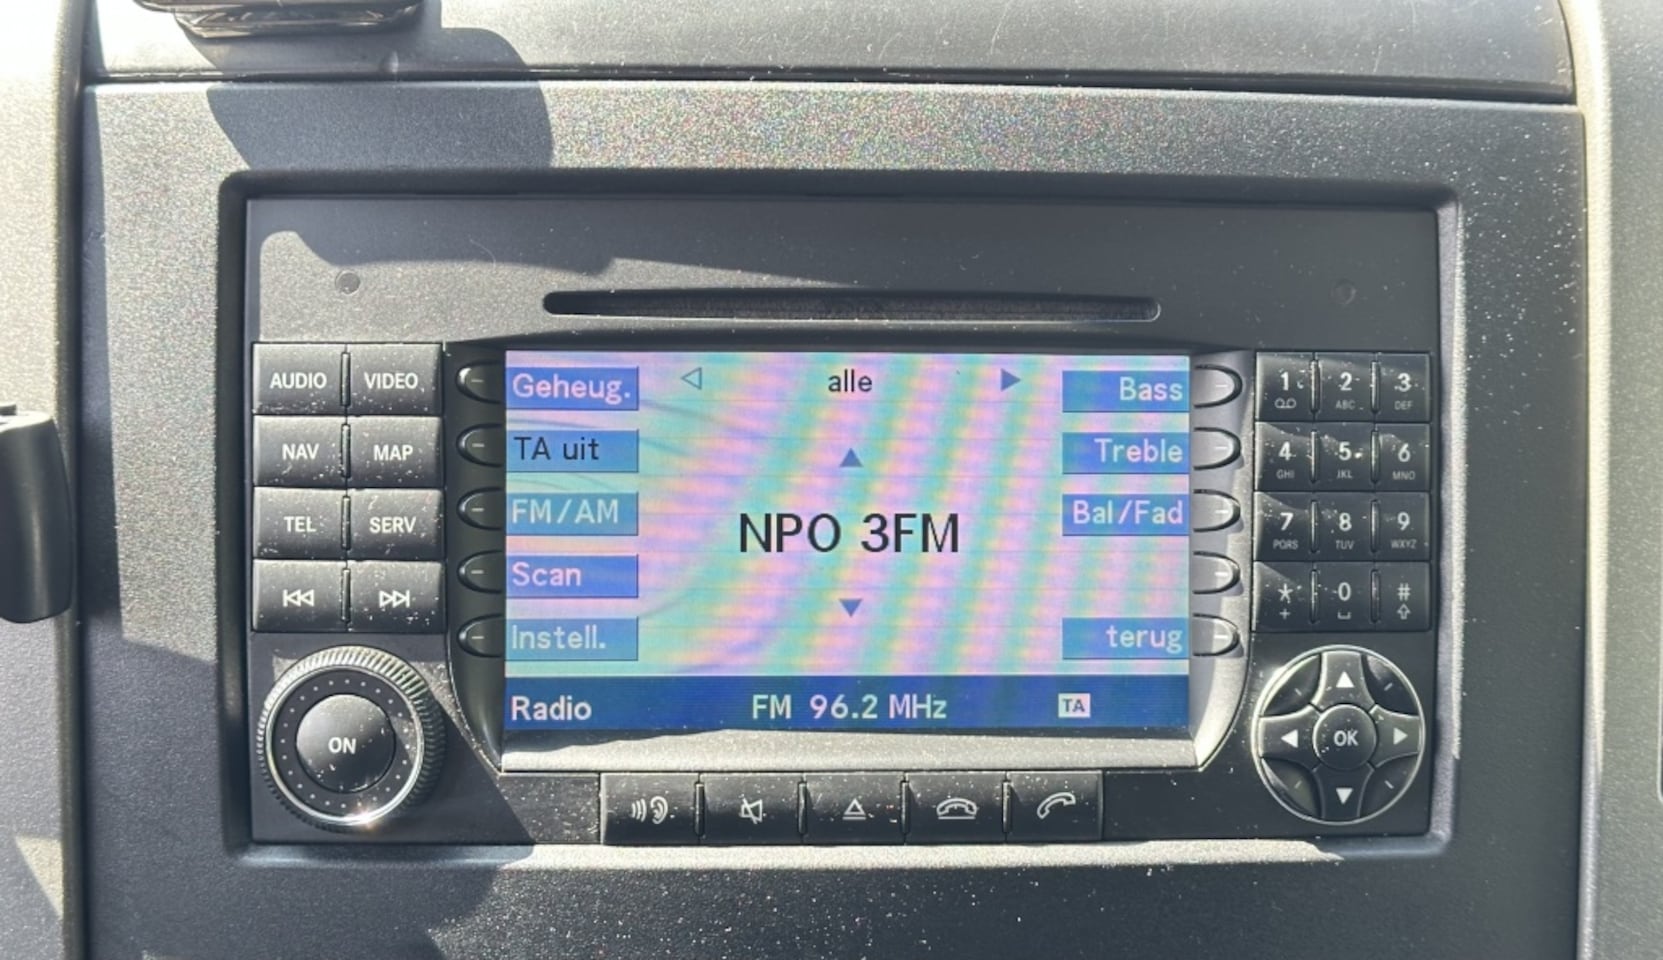 Geheug.
alle
Bass
TA uit
Treble
FM/AM
NPO 3FM
Bal/Fad
Scan
Instell.
terug
Radio FM 96.2 MHz TA
AUDIO VIDEO
NAV MAP
TEL SERV
ON
1 2 3
ABC DEF
4 5 6
GHI JKL MNO
7 8 9
PQRS TUV WXYZ
* 0 #
+
OK